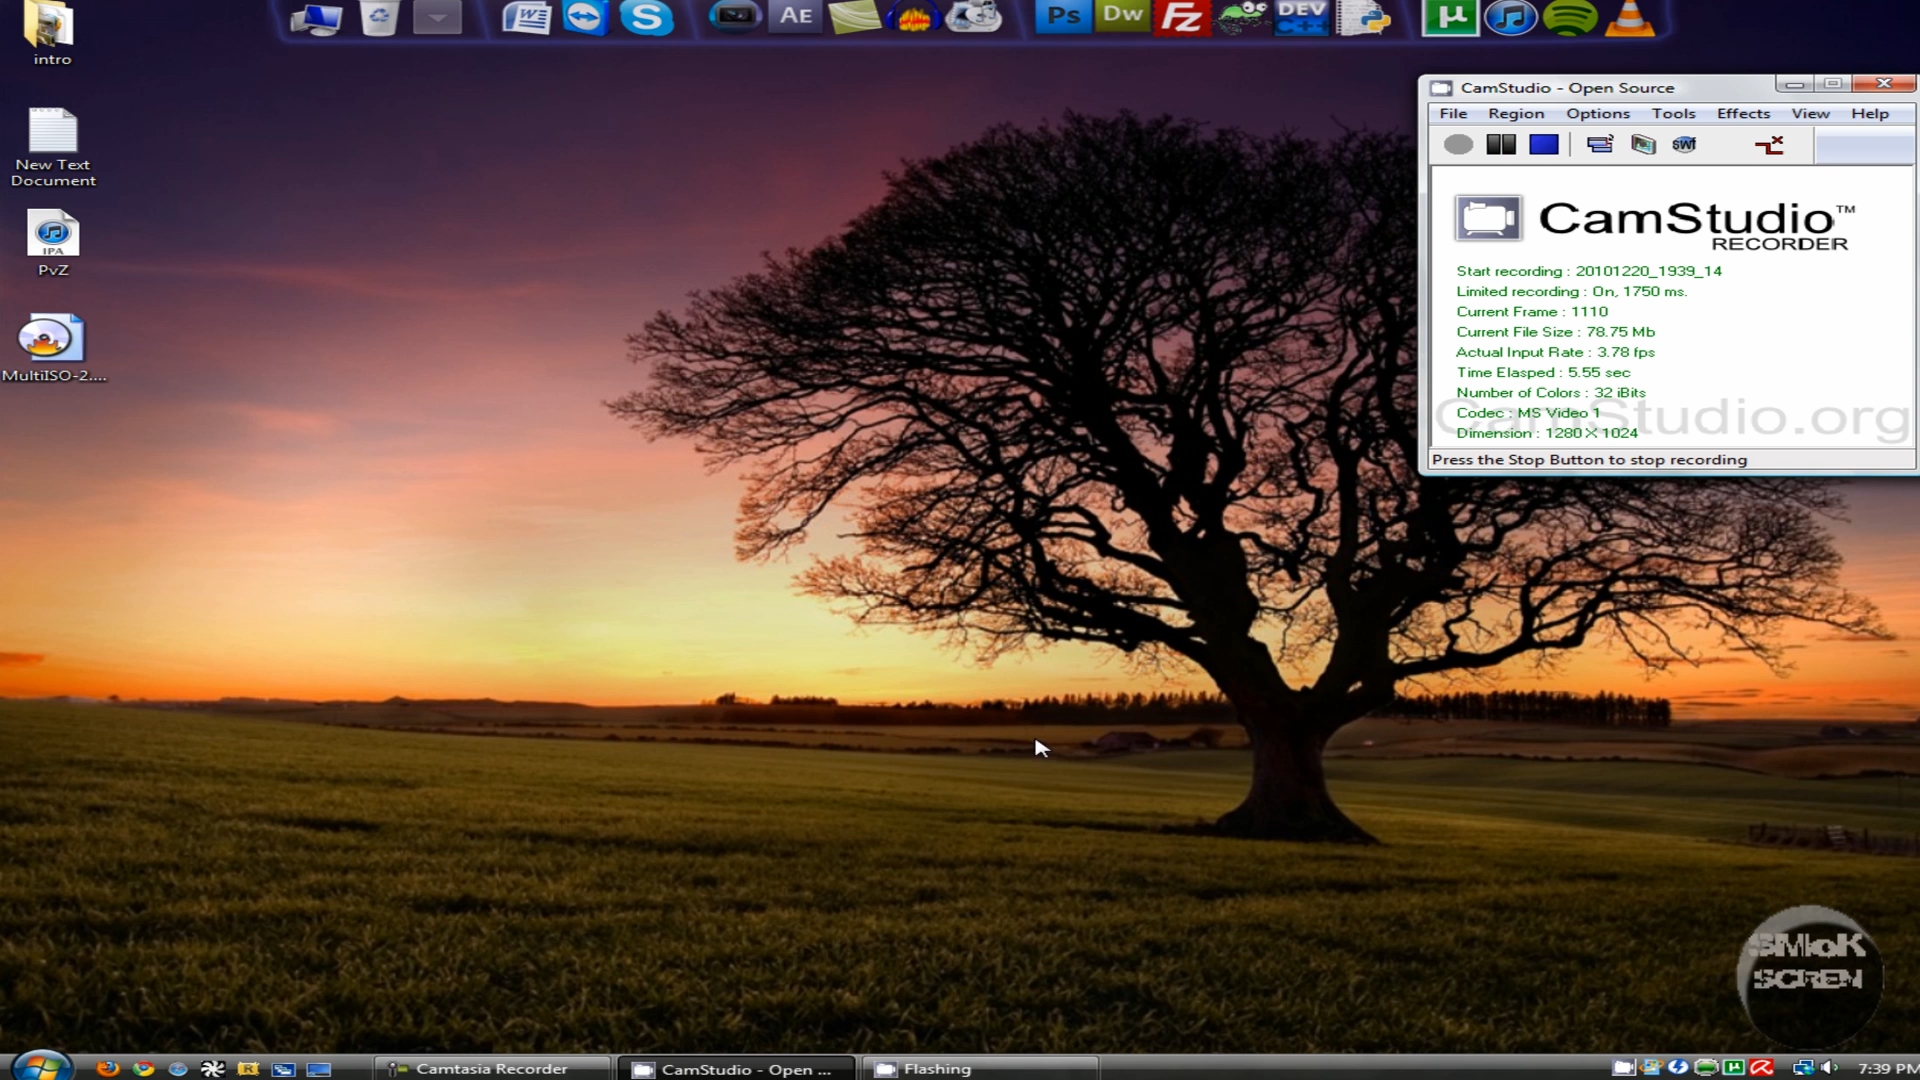 AE
Ps
Dw
Fz
DEV
C++
µ
intro
New Text
Document
IPA
PvZ
MultiISO-2....
CamStudio - Open Source
File Region Options Tools Effects View Help
SWf
CamStudio™
RECORDER
Start recording : 20101220_1939_14
Limited recording : On, 1750 ms.
Current Frame : 1110
Current File Size : 78.75 Mb
Actual Input Rate : 3.78 fps
Time Elasped : 5.55 sec
Number of Colors : 32 iBits
Codec : MS Video 1
CamStudio.org
Dimension : 1280 X 1024
Press the Stop Button to stop recording
SMoK
SCREN
Camtasia Recorder
CamStudio - Open ...
Flashing
7:39 PM